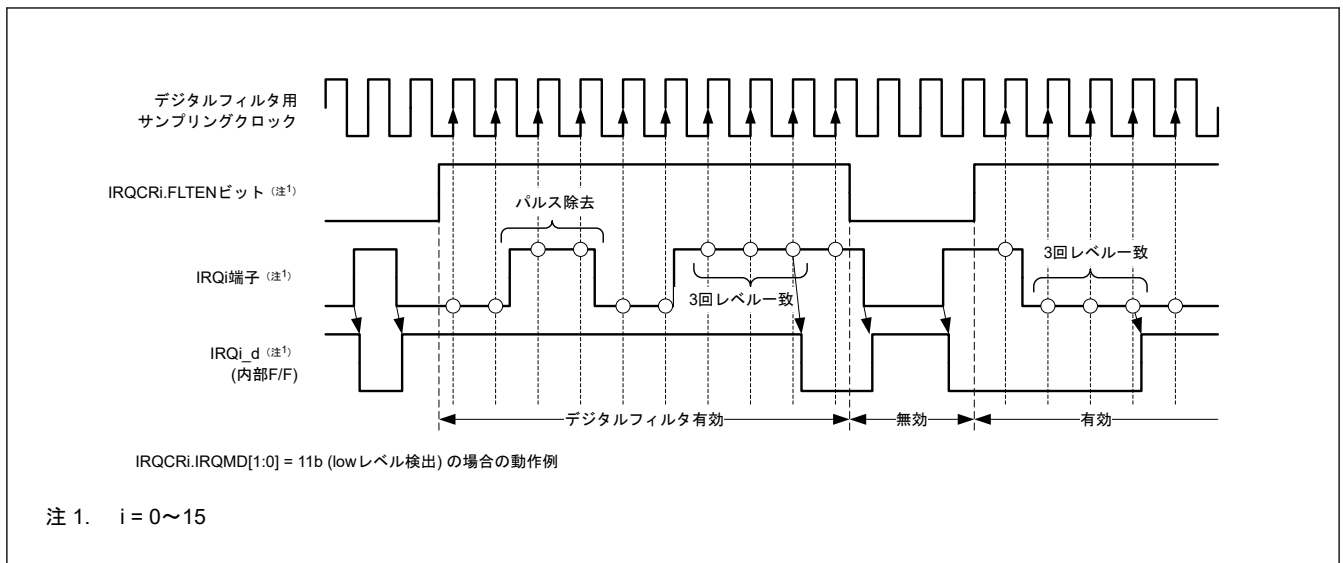 デジタルフィルタ用
サンプリングクロック
IRQCRi.FLTENビット（注1）
パルス除去
IRQi端子（注1）
3回レベル一致
3回レベル一致
IRQi_d（注1）
(内部F/F)
デジタルフィルタ有効
無効
有効
IRQCRi.IRQMD[1:0] = 11b (lowレベル検出) の場合の動作例
注 1. i = 0～15